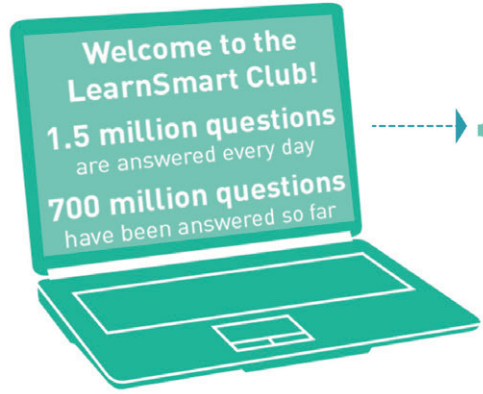 Welcome to the
LearnSmart Club!
1.5 million questions
are answered every day
700 million questions
have been answered so far